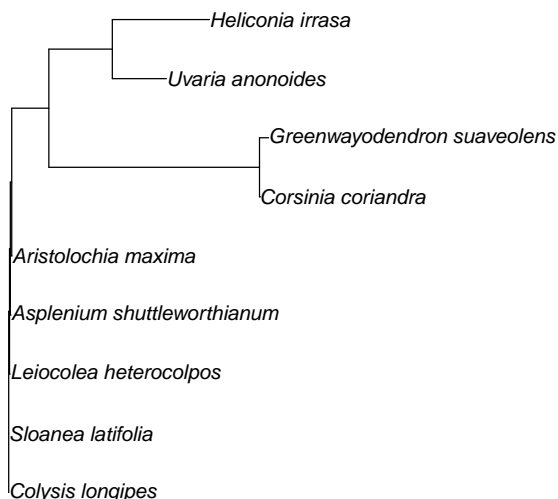 Heliconia irrasa
Uvaria anonoides
Greenwayodendron suaveolens
Corsinia coriandra
Aristolochia maxima
Asplenium shuttleworthianum
Leiocolea heterocolpos
Sloanea latifolia
Colysis longipes